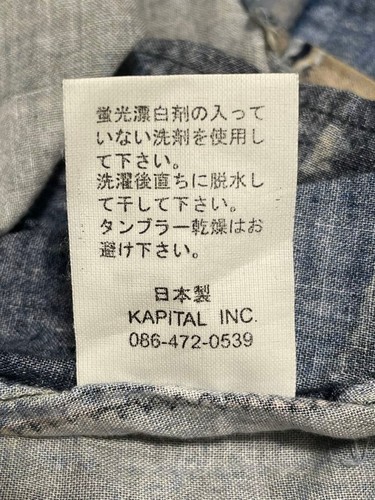 蛍光漂白剤の入って
いない洗剤を使用し
て下さい。
洗濯後直ちに脱水し
て干して下さい。
タンブラー乾燥はお
避け下さい。
日本製
KAPITAL INC.
086-472-0539